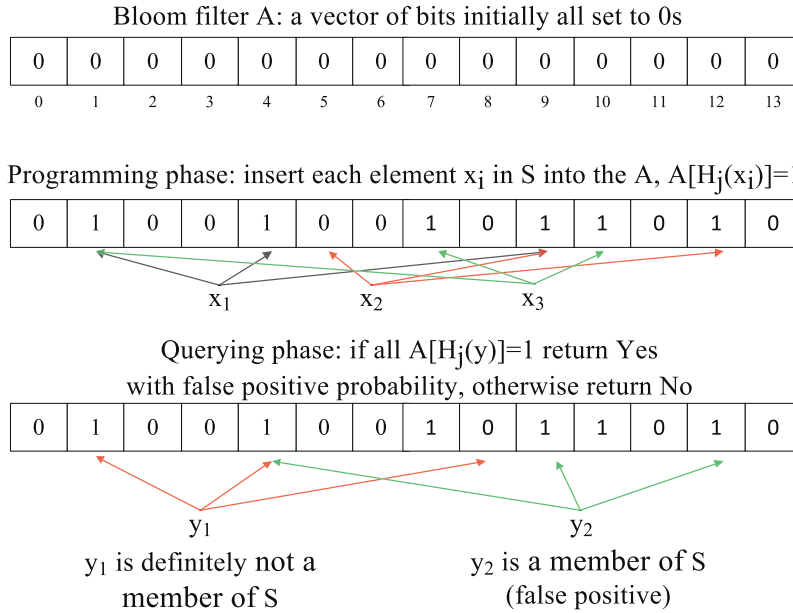 Bloom filter A: a vector of bits initially all set to 0s
0 0 0 0 0 0 0 0 0 0 0 0 0 0
0 1 2 3 4 5 6 7 8 9 10 11 12 13
Programming phase: insert each element xi in S into the A, A[Hj(xi)]=1
0 1 0 0 1 0 0 1 0 1 1 0 1 0
x1 x2 x3
Querying phase: if all A[Hj(y)]=1 return Yes
with false positive probability, otherwise return No
0 1 0 0 1 0 0 1 0 1 1 0 1 0
y1 y2
y1 is definitely not a
member of S
y2 is a member of S
(false positive)